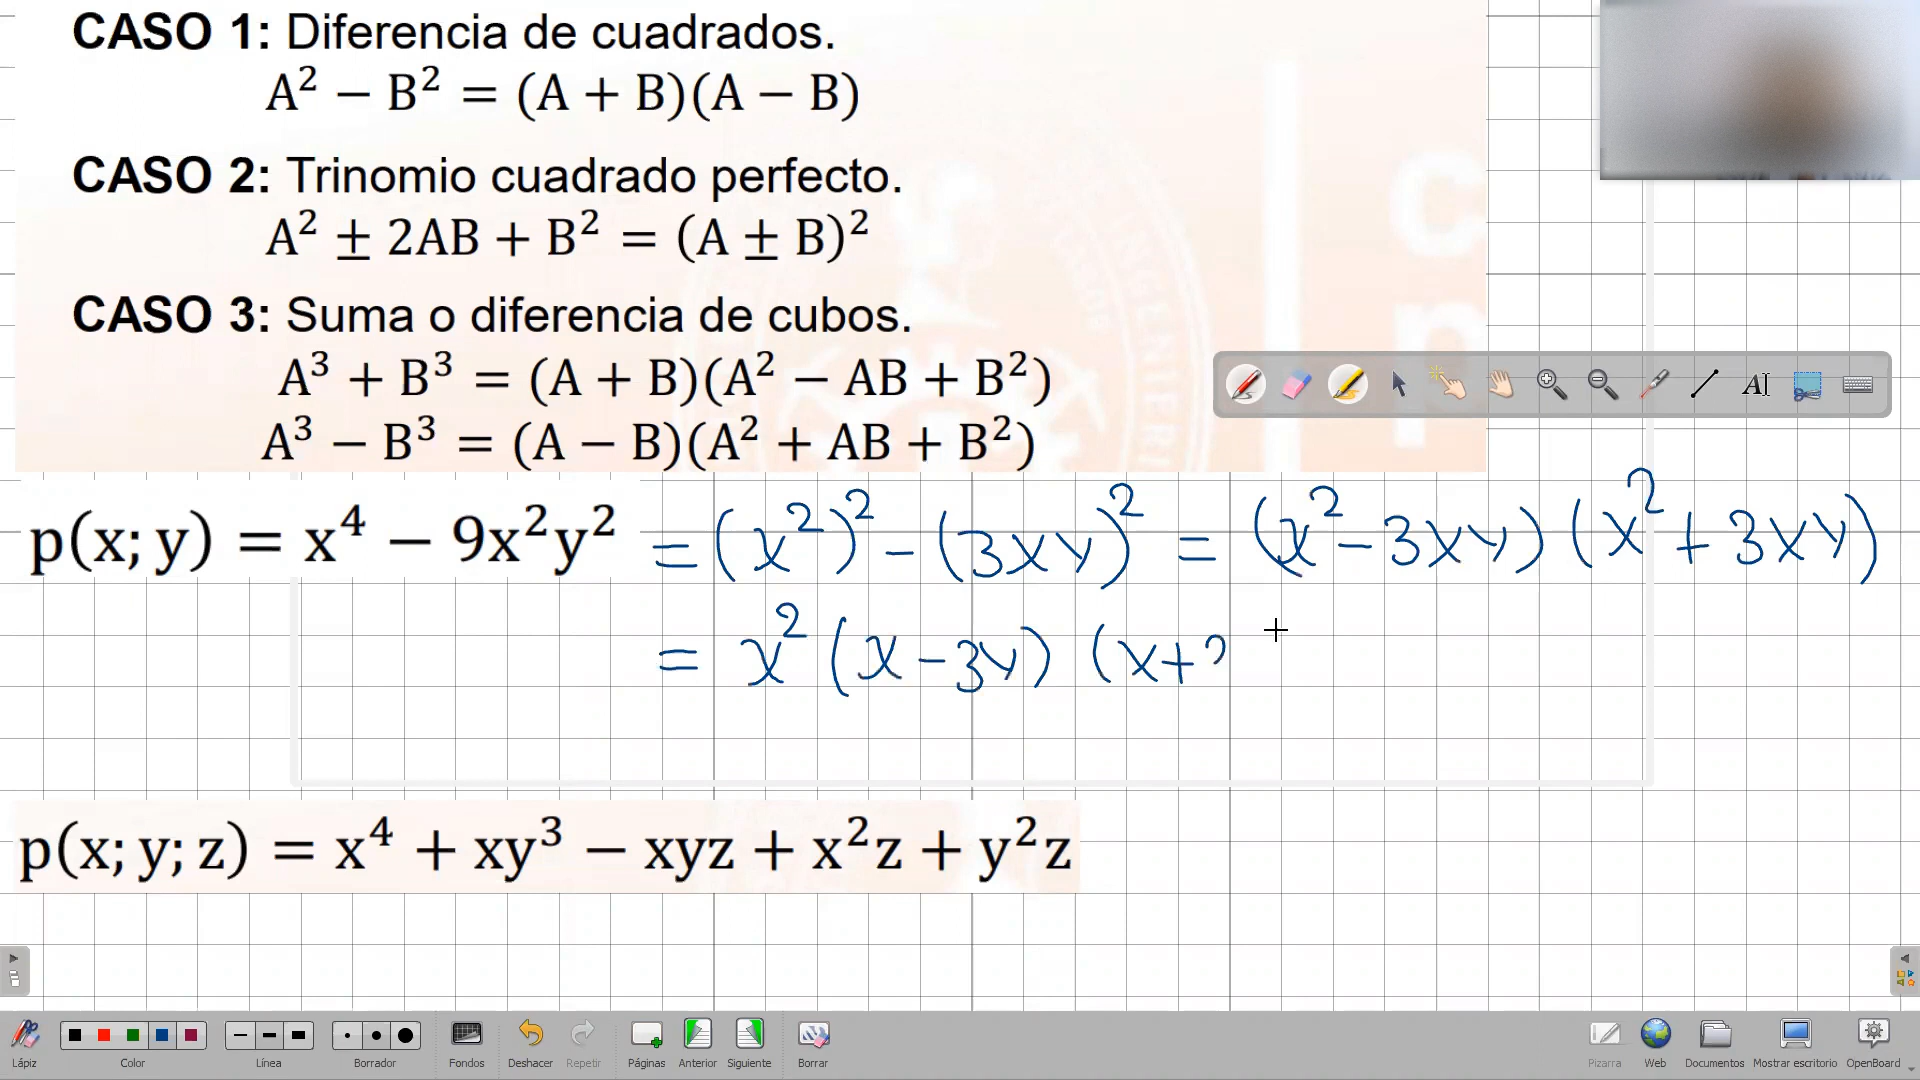 CASO 1: Diferencia de cuadrados.
A² − B² = (A + B)(A − B)
CASO 2: Trinomio cuadrado perfecto.
A² ± 2AB + B² = (A ± B)²
CASO 3: Suma o diferencia de cubos.
A³ + B³ = (A + B)(A² − AB + B²)
A³ − B³ = (A − B)(A² + AB + B²)
p(x; y) = x⁴ − 9x²y² = (x²)² − (3xy)² = (x² − 3xy)(x² + 3xy)
= x² (x − 3y) (x +
p(x; y; z) = x⁴ + xy³ − xyz + x²z + y²z
Lápiz Color Línea Borrador Fondos Deshacer Repetir Páginas Anterior Siguiente Borrar Pizarra Web Documentos Mostrar escritorio OpenBoard